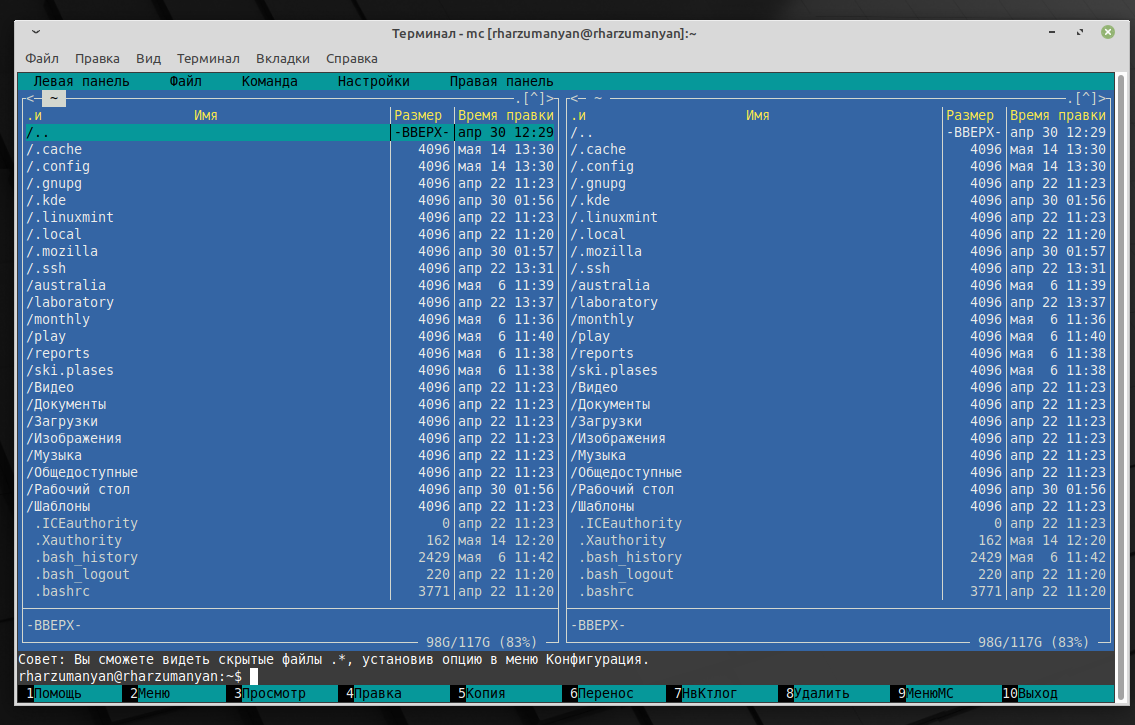 Терминал - mc [rharzumanyan@rharzumanyan]:~
Файл Правка Вид Терминал Вкладки Справка
Левая панель Файл Команда Настройки Правая панель
<─ ~ .[^]> <─ ~ .[^]>
.и Имя Размер Время правки .и Имя Размер Время правки
/.. -ВВЕРХ- апр 30 12:29 /.. -ВВЕРХ- апр 30 12:29
/.cache 4096 мая 14 13:30 /.cache 4096 мая 14 13:30
/.config 4096 мая 14 13:30 /.config 4096 мая 14 13:30
/.gnupg 4096 апр 22 11:23 /.gnupg 4096 апр 22 11:23
/.kde 4096 апр 30 01:56 /.kde 4096 апр 30 01:56
/.linuxmint 4096 апр 22 11:23 /.linuxmint 4096 апр 22 11:23
/.local 4096 апр 22 11:20 /.local 4096 апр 22 11:20
/.mozilla 4096 апр 30 01:57 /.mozilla 4096 апр 30 01:57
/.ssh 4096 апр 22 13:31 /.ssh 4096 апр 22 13:31
/australia 4096 мая 6 11:39 /australia 4096 мая 6 11:39
/laboratory 4096 апр 22 13:37 /laboratory 4096 апр 22 13:37
/monthly 4096 мая 6 11:36 /monthly 4096 мая 6 11:36
/play 4096 мая 6 11:40 /play 4096 мая 6 11:40
/reports 4096 мая 6 11:38 /reports 4096 мая 6 11:38
/ski.plases 4096 мая 6 11:38 /ski.plases 4096 мая 6 11:38
/Видео 4096 апр 22 11:23 /Видео 4096 апр 22 11:23
/Документы 4096 апр 22 11:23 /Документы 4096 апр 22 11:23
/Загрузки 4096 апр 22 11:23 /Загрузки 4096 апр 22 11:23
/Изображения 4096 апр 22 11:23 /Изображения 4096 апр 22 11:23
/Музыка 4096 апр 22 11:23 /Музыка 4096 апр 22 11:23
/Общедоступные 4096 апр 22 11:23 /Общедоступные 4096 апр 22 11:23
/Рабочий стол 4096 апр 30 01:56 /Рабочий стол 4096 апр 30 01:56
/Шаблоны 4096 апр 22 11:23 /Шаблоны 4096 апр 22 11:23
.ICEauthority 0 апр 22 11:23 .ICEauthority 0 апр 22 11:23
.Xauthority 162 мая 14 12:20 .Xauthority 162 мая 14 12:20
.bash_history 2429 мая 6 11:42 .bash_history 2429 мая 6 11:42
.bash_logout 220 апр 22 11:20 .bash_logout 220 апр 22 11:20
.bashrc 3771 апр 22 11:20 .bashrc 3771 апр 22 11:20
-ВВЕРХ- -ВВЕРХ-
98G/117G (83%) 98G/117G (83%)
Совет: Вы сможете видеть скрытые файлы .*, установив опцию в меню Конфигурация.
rharzumanyan@rharzumanyan:~$
1Помощь 2Меню 3Просмотр 4Правка 5Копия 6Перенос 7НвКтлог 8Удалить 9МенюМС 10Выход